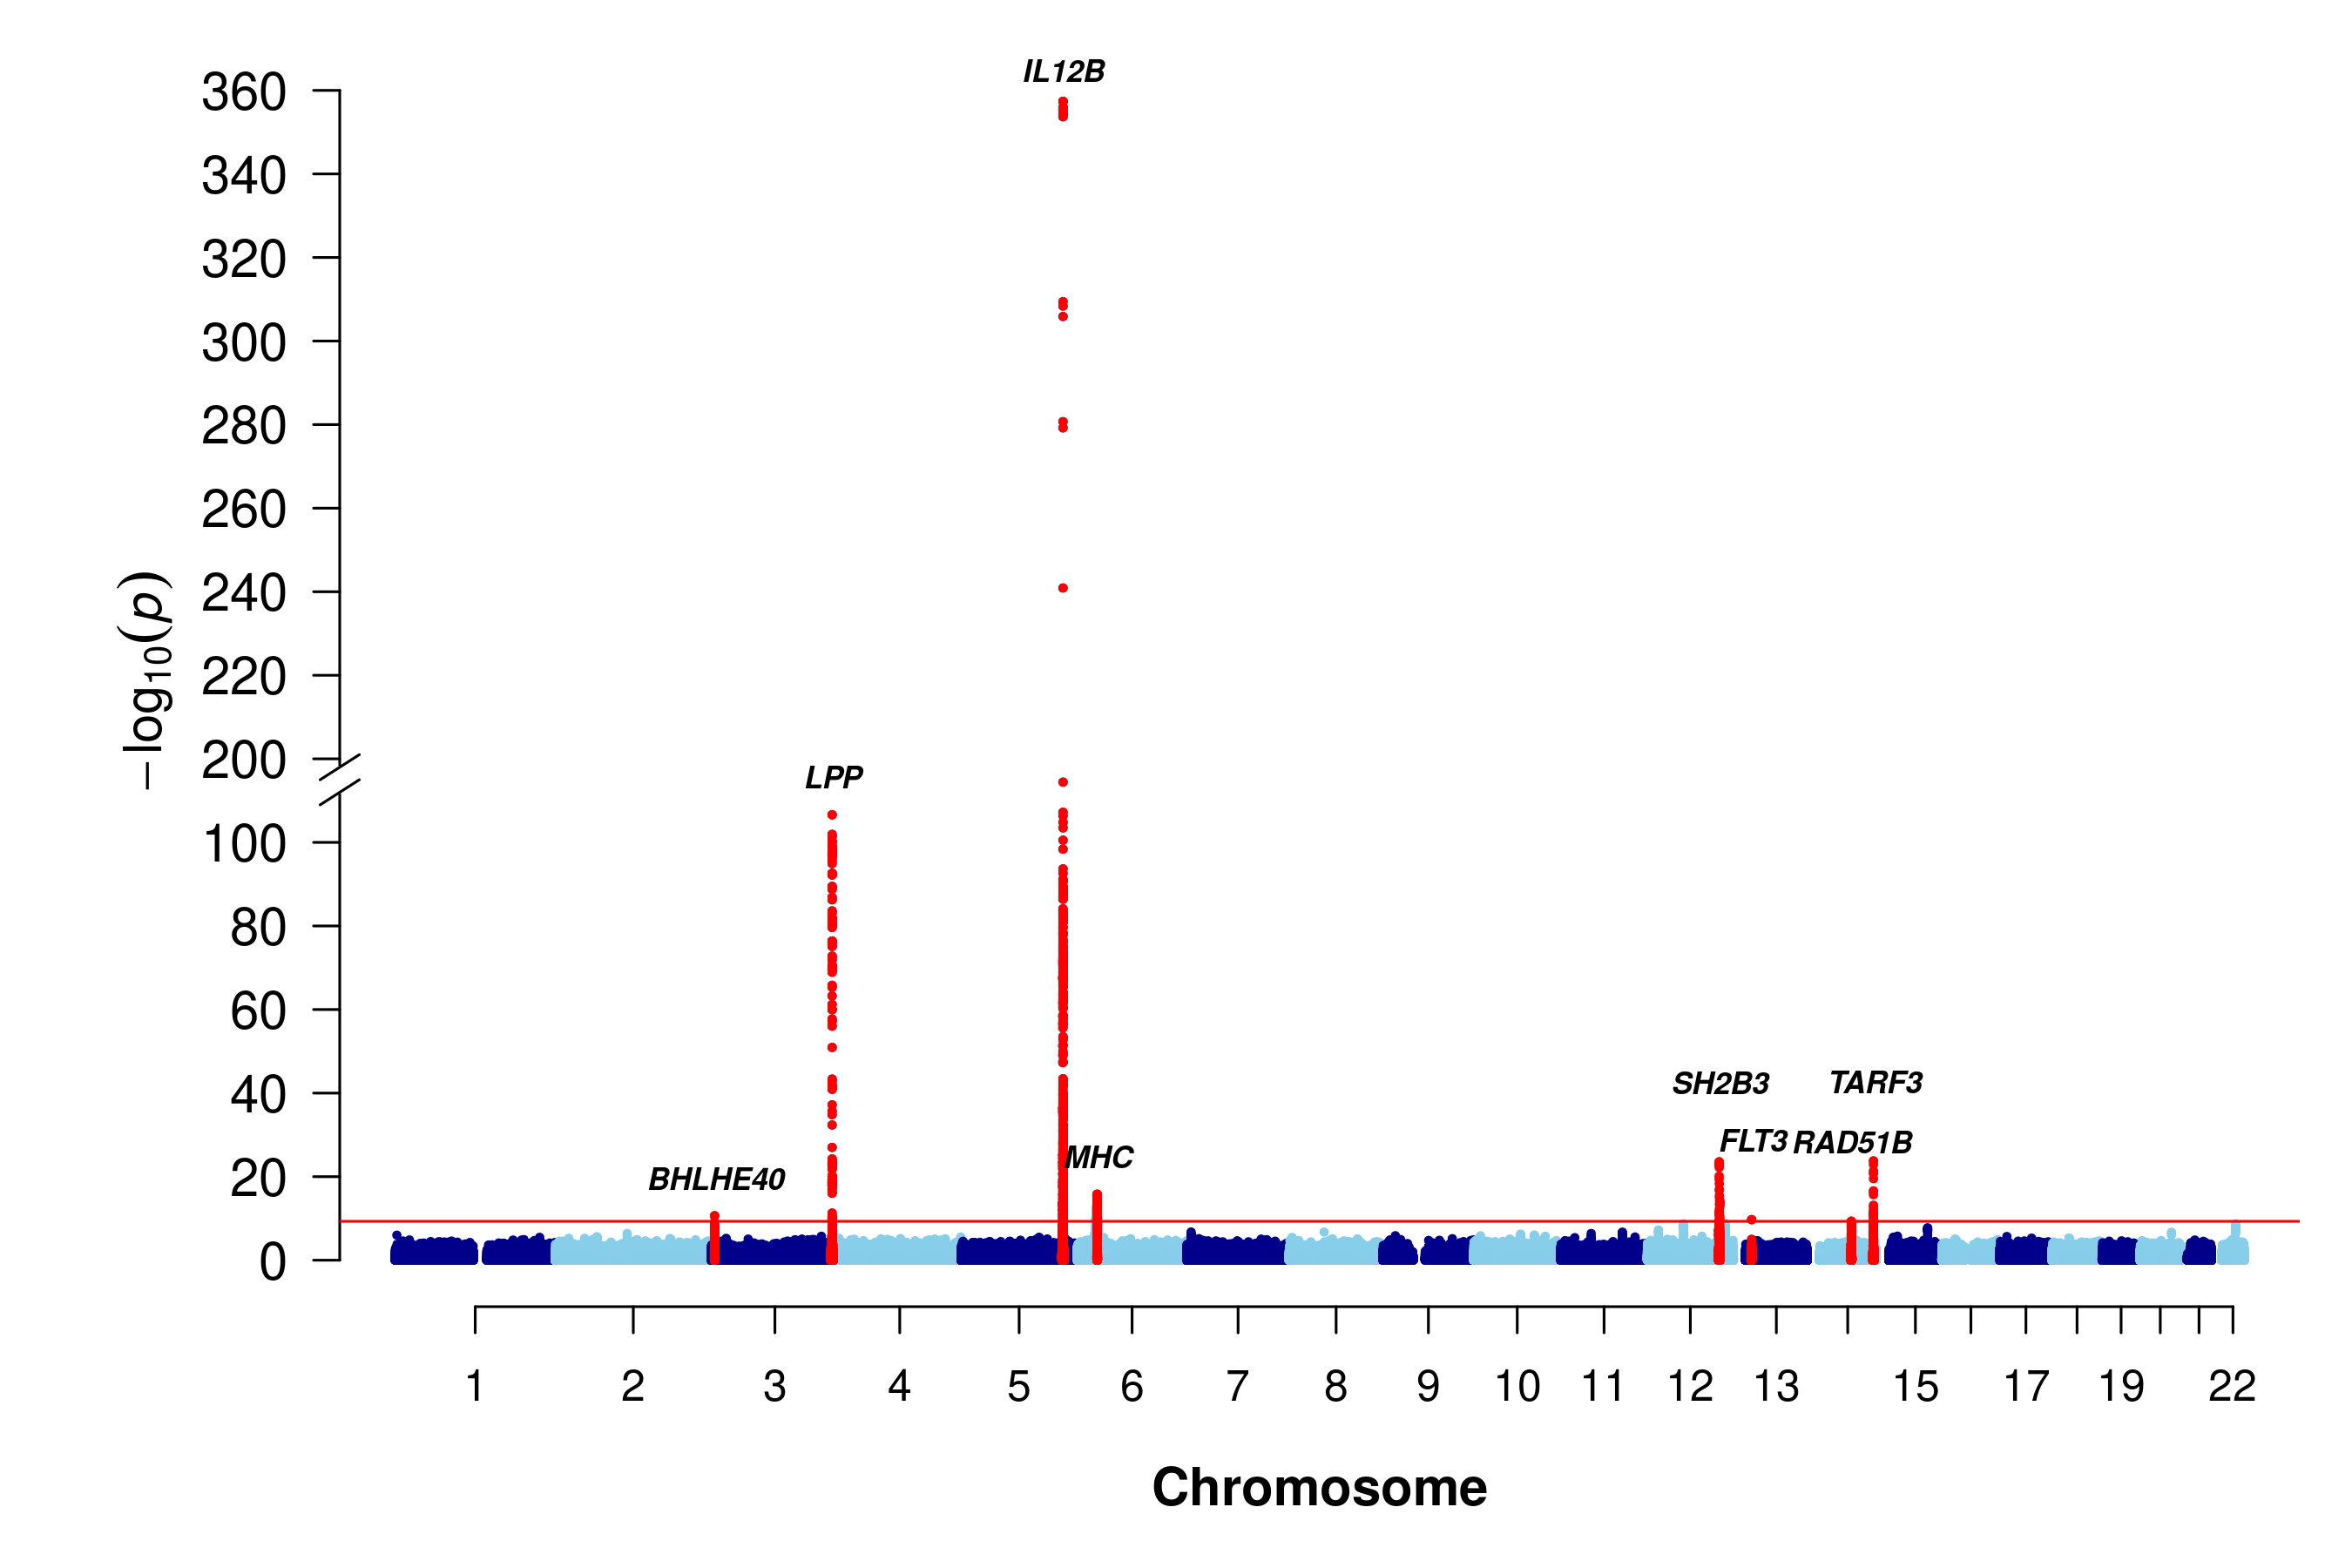 IL12B
360
340
320
300
280
260
240
220
200
−log10(p)
LPP
100
80
60
40
20
0
SH2B3
TARF3
FLT3
RAD51B
MHC
BHLHE40
1 2 3 4 5 6 7 8 9 10 11 12 13 15 17 19 22
Chromosome